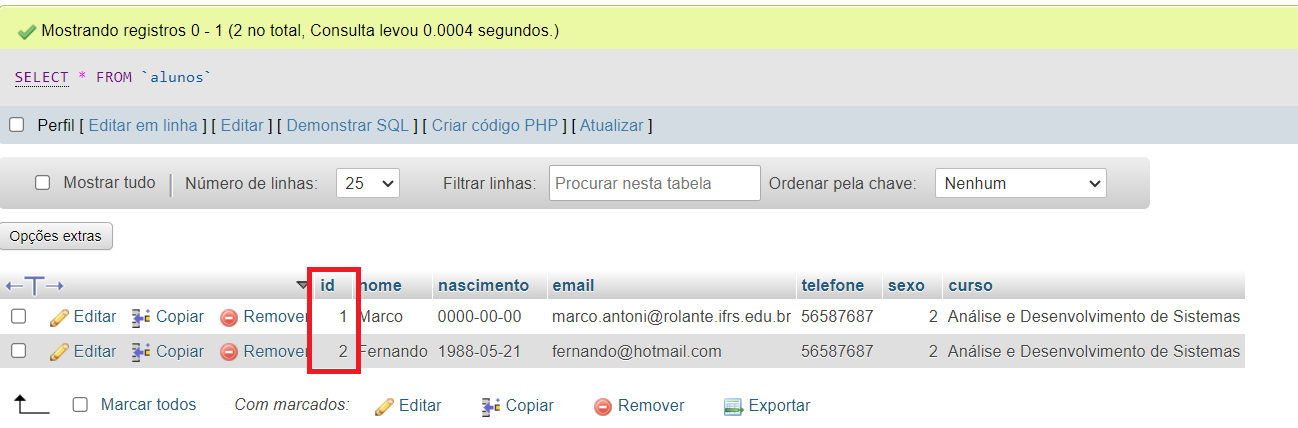 Mostrando registros 0 - 1 (2 no total, Consulta levou 0.0004 segundos.)
SELECT * FROM `alunos`
Perfil [ Editar em linha ] [ Editar ] [ Demonstrar SQL ] [ Criar código PHP ] [ Atualizar ]
Mostrar tudo Número de linhas: 25 Filtrar linhas: Procurar nesta tabela Ordenar pela chave: Nenhum
Opções extras
id nome nascimento email telefone sexo curso
Editar Copiar Remover 1 Marco 0000-00-00 marco.antoni@rolante.ifrs.edu.br 56587687 2 Análise e Desenvolvimento de Sistemas
Editar Copiar Remover 2 Fernando 1988-05-21 fernando@hotmail.com 56587687 2 Análise e Desenvolvimento de Sistemas
Marcar todos Com marcados: Editar Copiar Remover Exportar